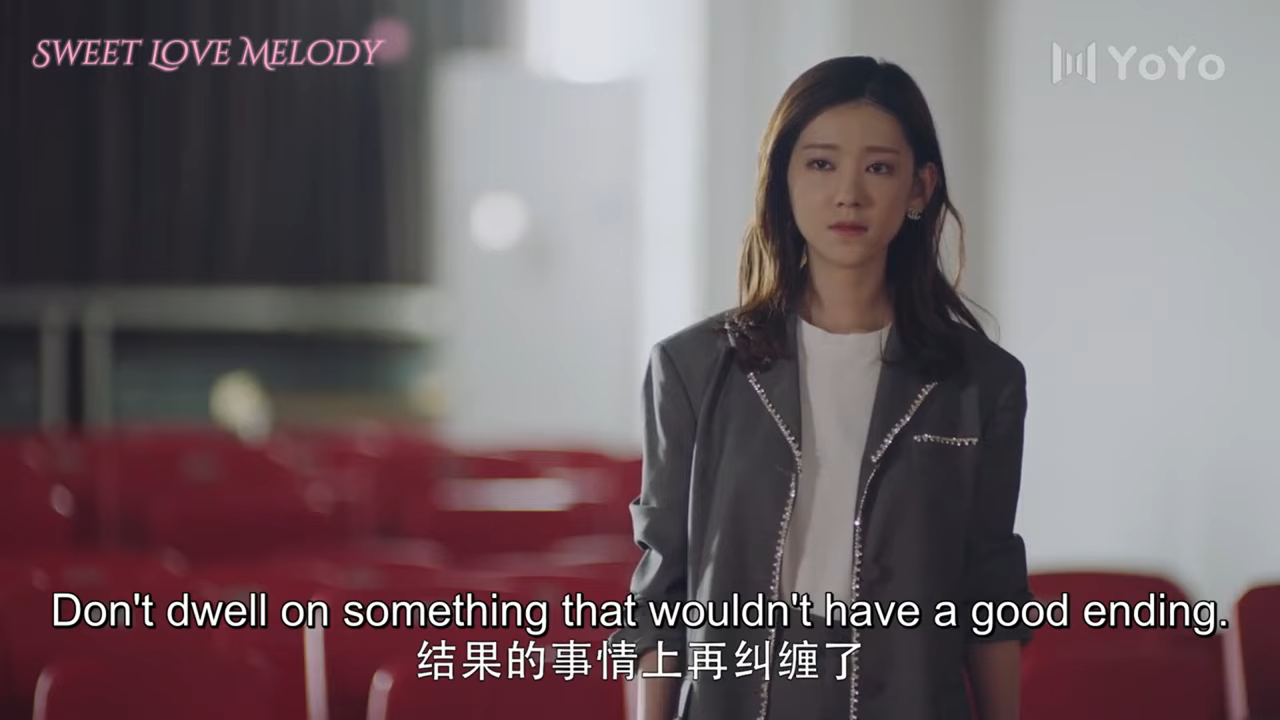 SWEET LOVE MELODY
YoYo
Don't dwell on something that wouldn't have a good ending.
结果的事情上再纠缠了